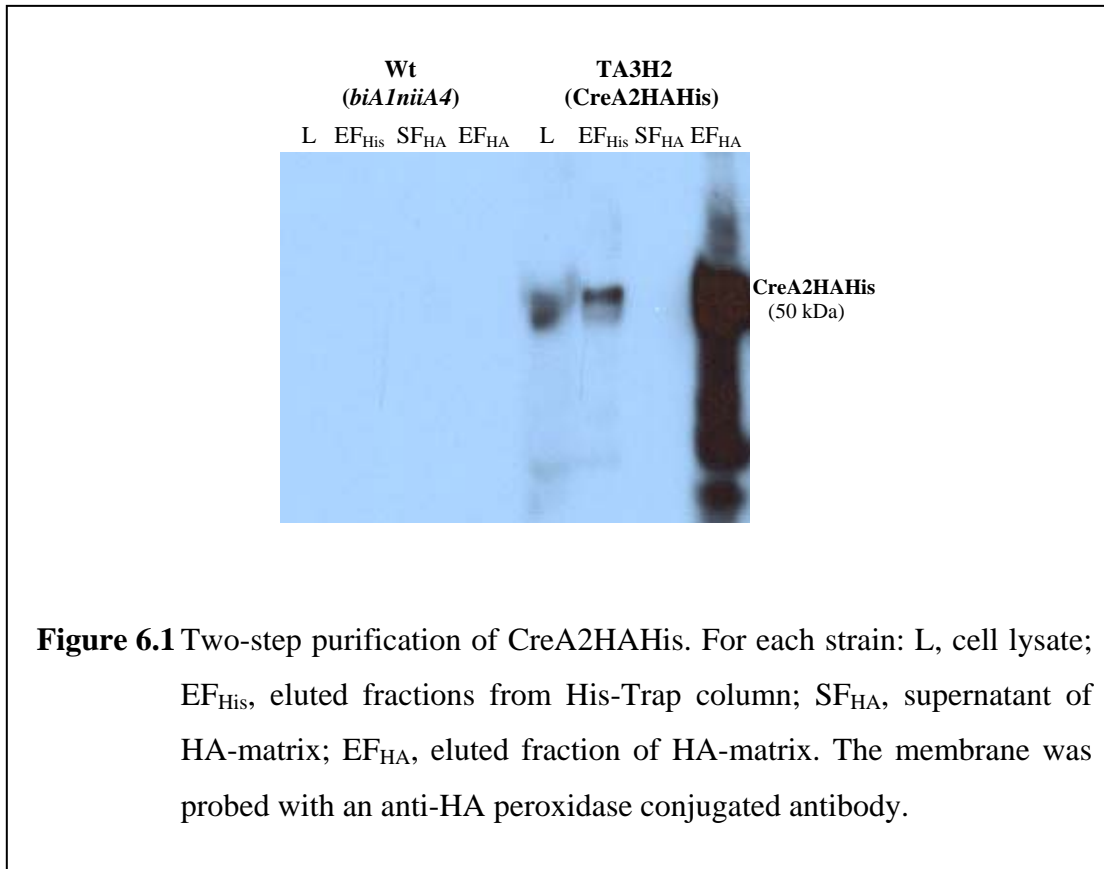 Wt TA3H2
(biA1niiA4) (CreA2HAHis)
L EFHis SFHA EFHA L EFHis SFHA EFHA
CreA2HAHis
(50 kDa)
Figure 6.1 Two-step purification of CreA2HAHis. For each strain: L, cell lysate;
EFHis, eluted fractions from His-Trap column; SFHA, supernatant of
HA-matrix; EFHA, eluted fraction of HA-matrix. The membrane was
probed with an anti-HA peroxidase conjugated antibody.